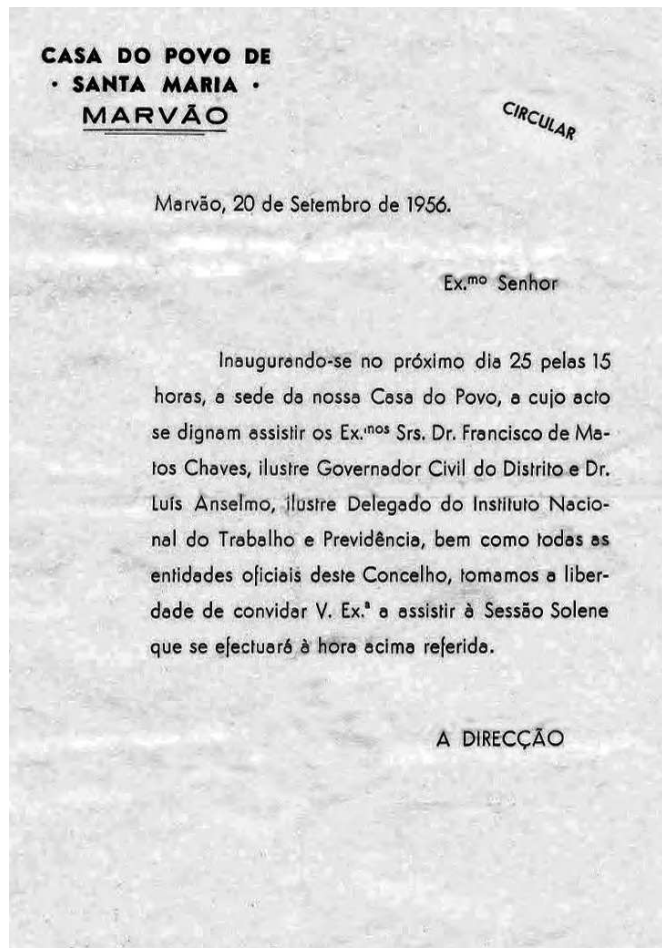 CASA DO POVO DE
· SANTA MARIA ·
MARVÃO
CIRCULAR
Marvão, 20 de Setembro de 1956.
Ex.mo Senhor
Inaugurando-se no próximo dia 25 pelas 15
horas, a sede da nossa Casa do Povo, a cujo acto
se dignam assistir os Ex.mos Srs. Dr. Francisco de Ma-
tos Chaves, ilustre Governador Civil do Distrito e Dr.
Luís Anselmo, ilustre Delegado do Instituto Nacio-
nal do Trabalho e Previdência, bem como todas as
entidades oficiais deste Concelho, tomamos a liber-
dade de convidar V. Ex.ª a assistir à Sessão Solene
que se efectuará à hora acima referida.
A DIRECÇÃO